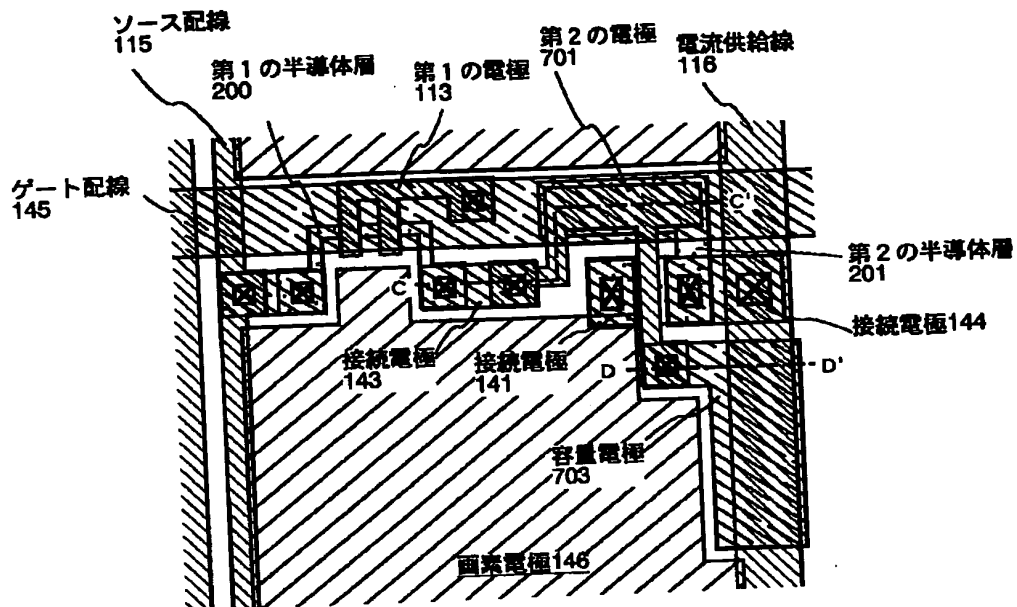 ソース配線
115
第1の半導体層
200
第1の電極
113
第2の電極
701
電流供給線
116
ゲート配線
145
C'
第2の半導体層
201
C
接続電極144
接続電極
143
接続電極
141
D
D'
容量電極
703
画素電極146